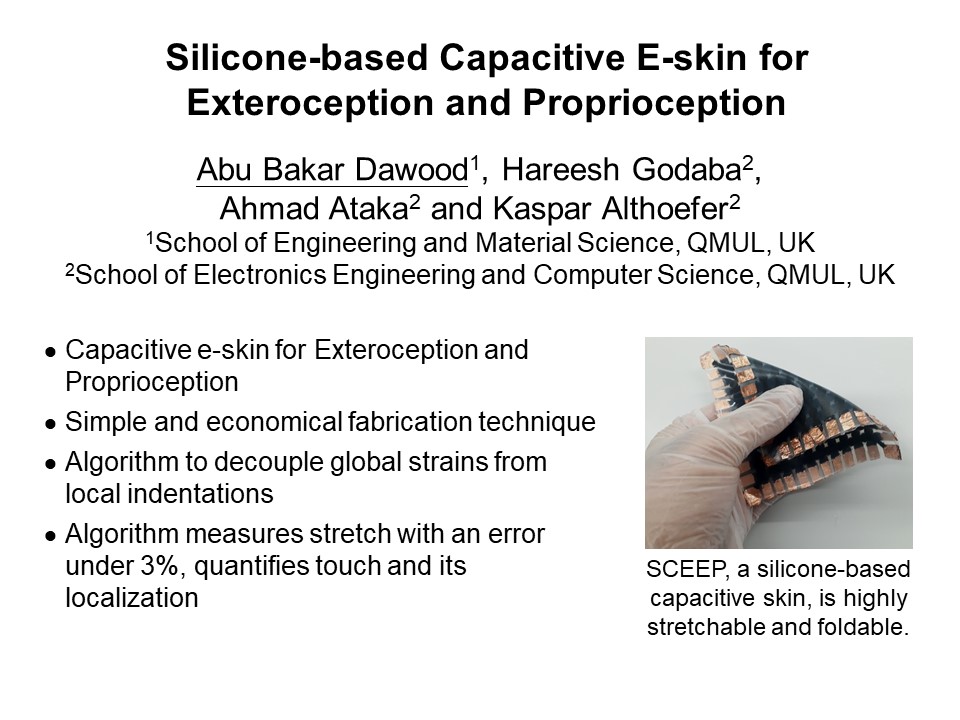 Silicone-based Capacitive E-skin for
Exteroception and Proprioception
Abu Bakar Dawood¹, Hareesh Godaba²,
Ahmad Ataka² and Kaspar Althoefer²
¹School of Engineering and Material Science, QMUL, UK
²School of Electronics Engineering and Computer Science, QMUL, UK
● Capacitive e-skin for Exteroception and
Proprioception
● Simple and economical fabrication technique
● Algorithm to decouple global strains from
local indentations
● Algorithm measures stretch with an error
under 3%, quantifies touch and its
localization
SCEEP, a silicone-based
capacitive skin, is highly
stretchable and foldable.